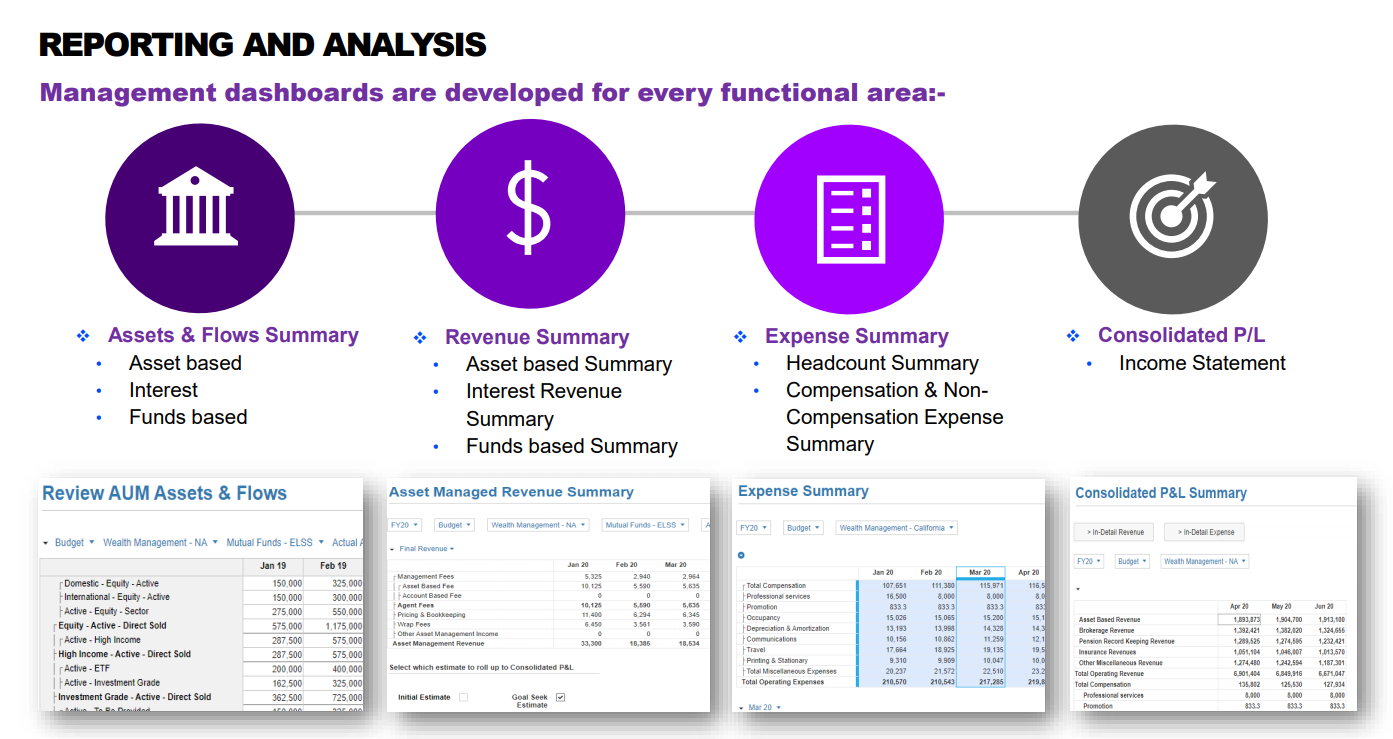 REPORTING AND ANALYSIS
Management dashboards are developed for every functional area:-
❖ Assets & Flows Summary
• Asset based
• Interest
• Funds based
❖ Revenue Summary
• Asset based Summary
• Interest Revenue
Summary
• Funds based Summary
❖ Expense Summary
• Headcount Summary
• Compensation & Non-
Compensation Expense
Summary
❖ Consolidated P/L
• Income Statement
Review AUM Assets & Flows
Budget Wealth Management - NA Mutual Funds - ELSS Actual
Jan 19 Feb 19
Domestic - Equity - Active 150,000 325,000
International - Equity - Active 150,000 300,000
Active - Equity - Sector 275,000 550,000
Equity - Active - Direct Sold 575,000 1,175,000
Active - High Income 287,500 575,000
High Income - Active - Direct Sold 287,500 575,000
Active - ETF 200,000 400,000
Active - Investment Grade 162,500 325,000
Investment Grade - Active - Direct Sold 362,500 725,000
Active - To Be Provided 150,000 325,000
Asset Managed Revenue Summary
FY20 Budget Wealth Management - NA Mutual Funds - ELSS A
Final Revenue
Jan 20 Feb 20 Mar 20
Management Fees 5,325 2,940 2,964
Asset Based Fee 10,125 5,590 5,635
Account Based Fee 0 0 0
Agent Fees 10,125 5,590 5,635
Pricing & Bookkeeping 11,400 6,294 6,345
Wrap Fees 6,450 3,561 3,590
Other Asset Management Income 0 0 0
Asset Management Revenue 33,300 18,385 18,534
Select which estimate to roll up to Consolidated P&L
Initial Estimate Goal Seek
Estimate
Expense Summary
FY20 Budget Wealth Management - California
Jan 20 Feb 20 Mar 20 Apr 20
Total Compensation 107,651 111,380 115,971 116,5
Professional services 16,500 8,000 8,000 8,0
Promotion 833.3 833.3 833.3 833
Occupancy 15,026 15,065 15,200 15,1
Depreciation & Amortization 13,193 13,998 14,328 14,3
Communications 10,156 10,862 11,259 12,1
Travel 17,664 18,925 19,135 19,5
Printing & Stationary 9,310 9,909 10,047 10,0
Total Miscellaneous Expenses 20,237 21,572 22,510 23,2
Total Operating Expenses 210,570 210,543 217,285 219,8
Mar 20
Consolidated P&L Summary
> In-Detail Revenue > In-Detail Expense
FY20 Budget Wealth Management - NA
Apr 20 May 20 Jun 20
Asset Based Revenue 1,893,873 1,904,700 1,913,100
Brokerage Revenue 1,392,421 1,382,020 1,324,655
Pension Record Keeping Revenue 1,289,525 1,274,595 1,232,421
Insurance Revenues 1,051,104 1,046,007 1,013,570
Other Miscellaneous Revenue 1,274,480 1,242,594 1,187,301
Total Operating Revenue 6,901,404 6,849,916 6,671,047
Total Compensation 135,802 125,530 127,934
Professional services 8,000 8,000 8,000
Promotion 833.3 833.3 833.3